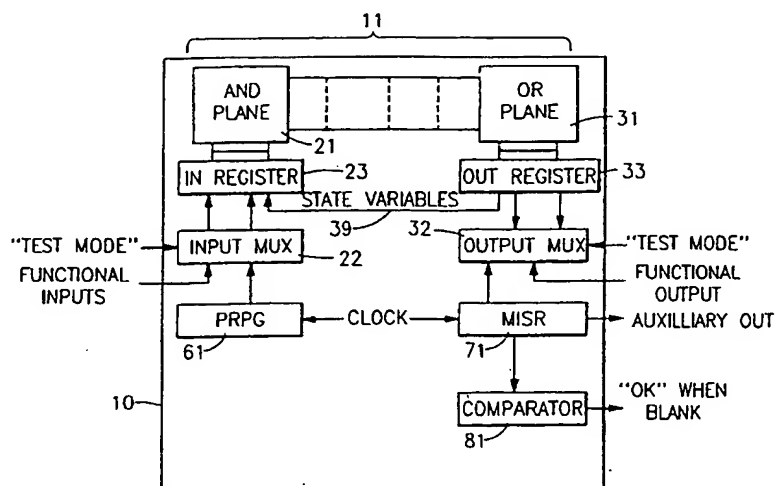 11
AND
PLANE
21
OR
PLANE
31
IN REGISTER
23
OUT REGISTER
33
STATE VARIABLES
39
32
"TEST MODE"
INPUT MUX
22
OUTPUT MUX
"TEST MODE"
FUNCTIONAL
INPUTS
FUNCTIONAL
OUTPUT
PRPG
61
CLOCK
MISR
71
AUXILLIARY OUT
10
COMPARATOR
81
"OK" WHEN
BLANK